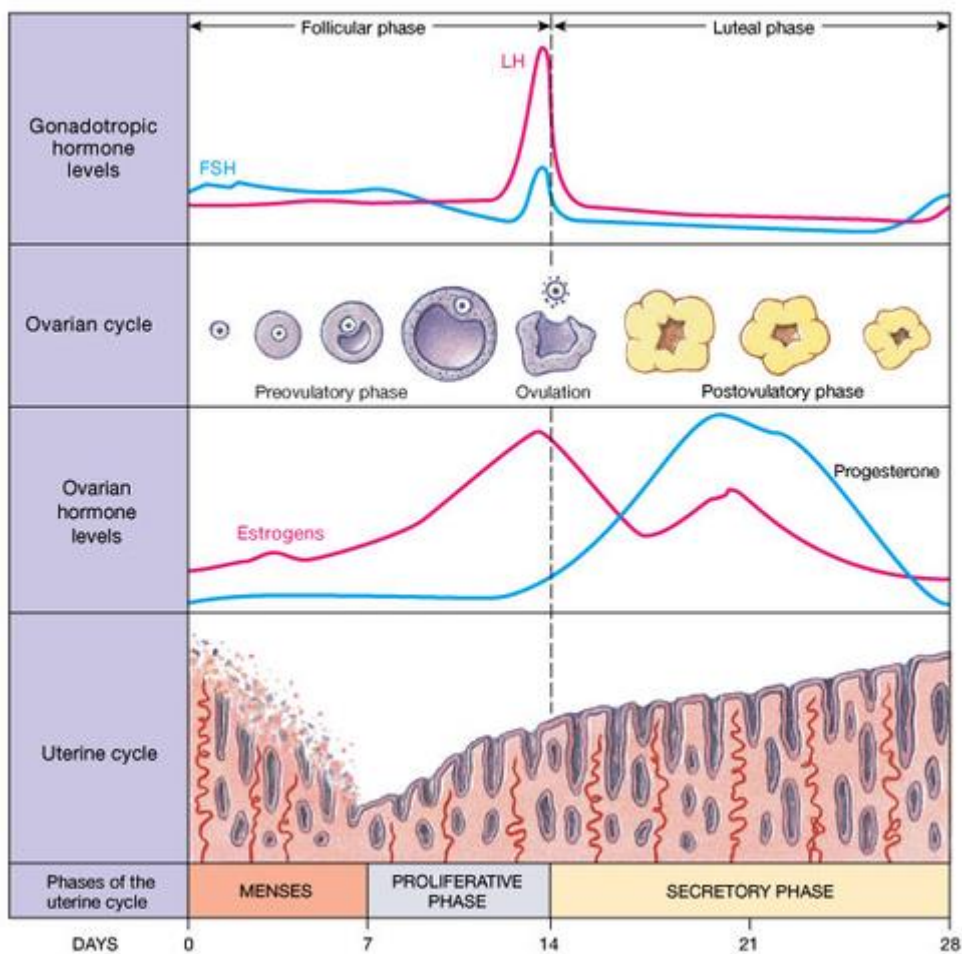 Follicular phase
Luteal phase
Gonadotropic
hormone
levels
LH
FSH
Ovarian cycle
Preovulatory phase
Ovulation
Postovulatory phase
Ovarian
hormone
levels
Estrogens
Progesterone
Uterine cycle
Phases of the
uterine cycle
MENSES
PROLIFERATIVE
PHASE
SECRETORY PHASE
DAYS
0
7
14
21
28